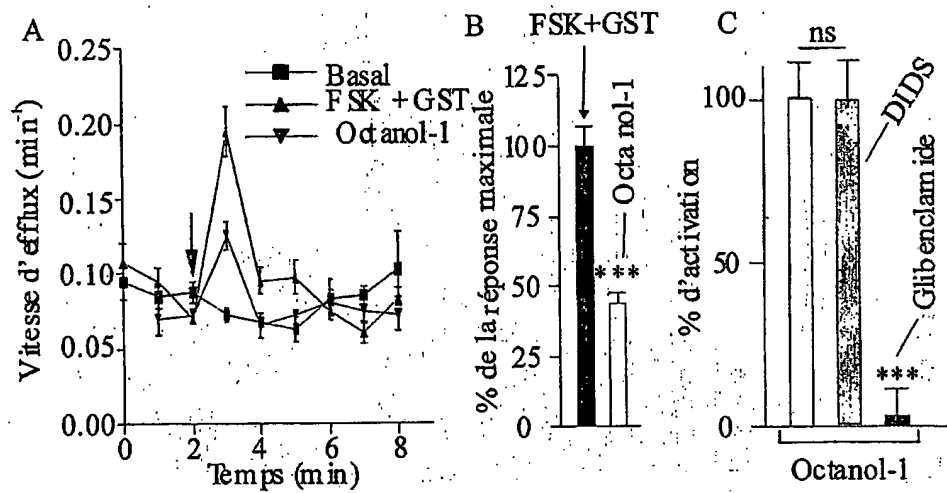 A
Vitesse d'efflux (min⁻¹)
0.25
0.20
0.15
0.10
0.05
0.00
0
2
4
6
8
Temps (min)
Basal
FSK + GST
Octanol-1
B
FSK+GST
% de la réponse maximale
125
100
75
50
25
0
Octa nol-1
***
C
% d'activation
100
50
0
ns
DIDS
Glibenclamide
***
Octanol-1